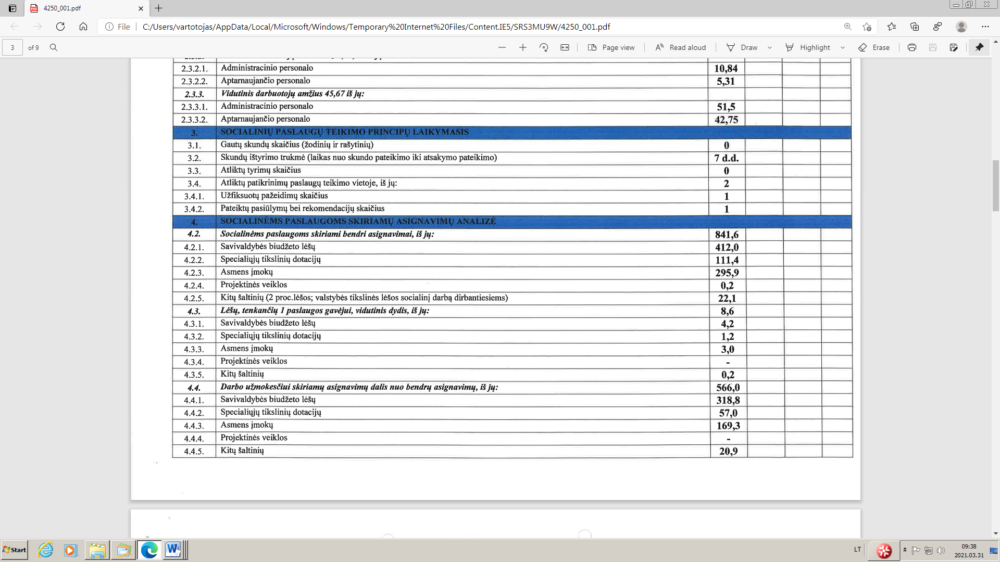 4250_001.pdf
File
C:/Users/vartotojas/AppData/Local/Microsoft/Windows/Temporary%20Internet%20Files/Content.IE5/SRS3MU9W/4250_001.pdf
3 of 9 Page view Read aloud Draw Highlight Erase
2.3.2.1. Administracinio personalo 10,84
2.3.2.2. Aptarnaujančio personalo 5,31
2.3.3. Vidutinis darbuotojų amžius 45,67 iš jų:
2.3.3.1. Administracinio personalo 51,5
2.3.3.2. Aptarnaujančio personalo 42,75
3. SOCIALINIŲ PASLAUGŲ TEIKIMO PRINCIPŲ LAIKYMASIS
3.1. Gautų skundų skaičius (žodinių ir rašytinių) 0
3.2. Skundų ištyrimo trukmė (laikas nuo skundo pateikimo iki atsakymo pateikimo) 7 d.d.
3.3. Atliktų tyrimų skaičius 0
3.4. Atliktų patikrinimų paslaugų teikimo vietoje, iš jų: 2
3.4.1. Užfiksuotų pažeidimų skaičius 1
3.4.2. Pateiktų pasiūlymų bei rekomendacijų skaičius 1
4. SOCIALINĖMS PASLAUGOMS SKIRIAMŲ ASIGNAVIMŲ ANALIZĖ
4.2. Socialinėms paslaugoms skiriami bendri asignavimai, iš jų: 841,6
4.2.1. Savivaldybės biudžeto lėšų 412,0
4.2.2. Specialiųjų tikslinių dotacijų 111,4
4.2.3. Asmens įmokų 295,9
4.2.4. Projektinės veiklos 0,2
4.2.5. Kitų šaltinių (2 proc.lėšos; valstybės tikslinės lėšos socialinį darbą dirbantiesiems) 22,1
4.3. Lėšų, tenkančių 1 paslaugos gavėjui, vidutinis dydis, iš jų: 8,6
4.3.1. Savivaldybės biudžeto lėšų 4,2
4.3.2. Specialiųjų tikslinių dotacijų 1,2
4.3.3. Asmens įmokų 3,0
4.3.4. Projektinės veiklos -
4.3.5. Kitų šaltinių 0,2
4.4. Darbo užmokesčiui skiriamų asignavimų dalis nuo bendrų asignavimų, iš jų: 566,0
4.4.1. Savivaldybės biudžeto lėšų 318,8
4.4.2. Specialiųjų tikslinių dotacijų 57,0
4.4.3. Asmens įmokų 169,3
4.4.4. Projektinės veiklos -
4.4.5. Kitų šaltinių 20,9
Start LT 09:38
2021.03.31